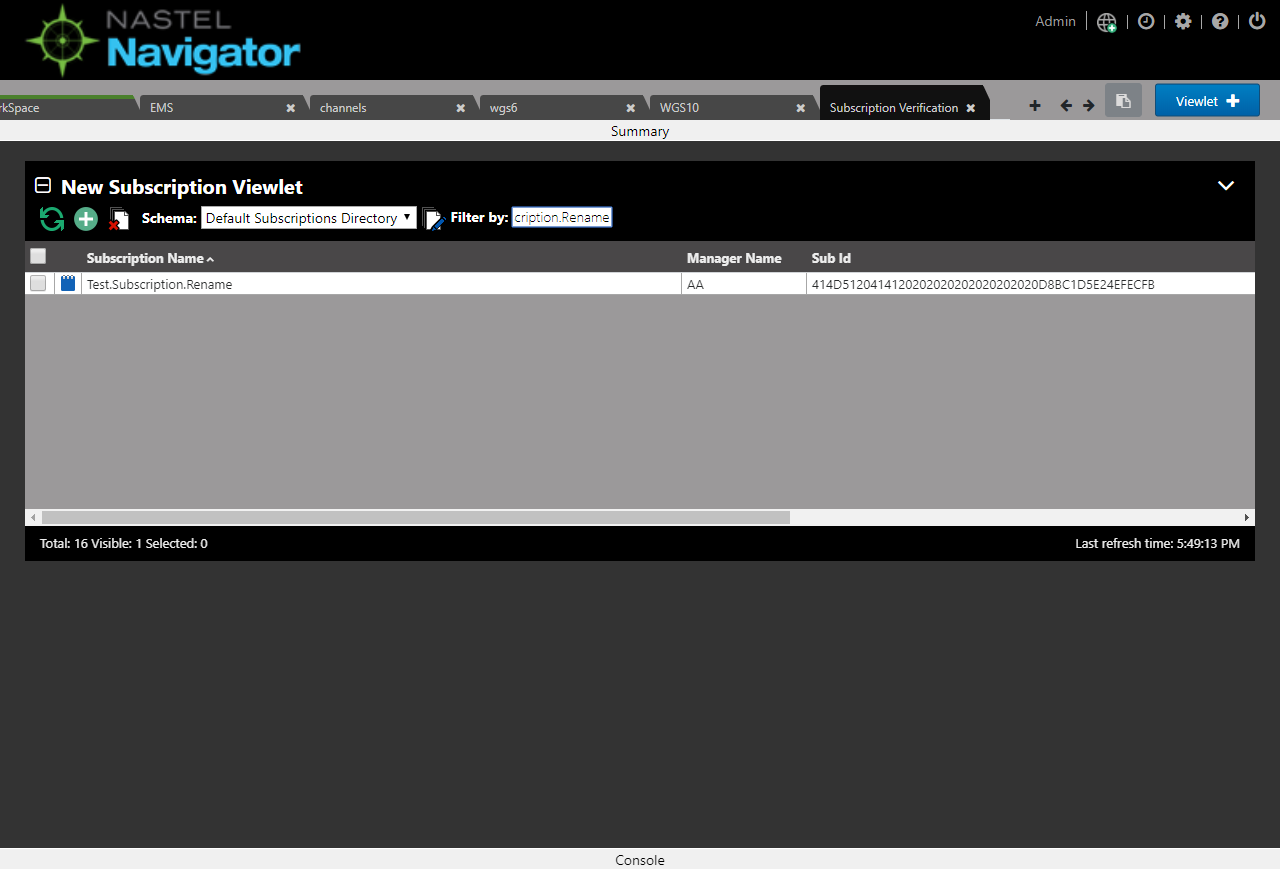 NASTEL
Navigator
Admin
rkSpace EMS channels wgs6 WGS10 Subscription Verification Viewlet
Summary
New Subscription Viewlet
Schema: Default Subscriptions Directory Filter by: cription.Rename
Subscription Name Manager Name Sub Id
Test.Subscription.Rename AA 414D5120414120202020202020202020D8BC1D5E24EFECFB
Total: 16 Visible: 1 Selected: 0 Last refresh time: 5:49:13 PM
Console